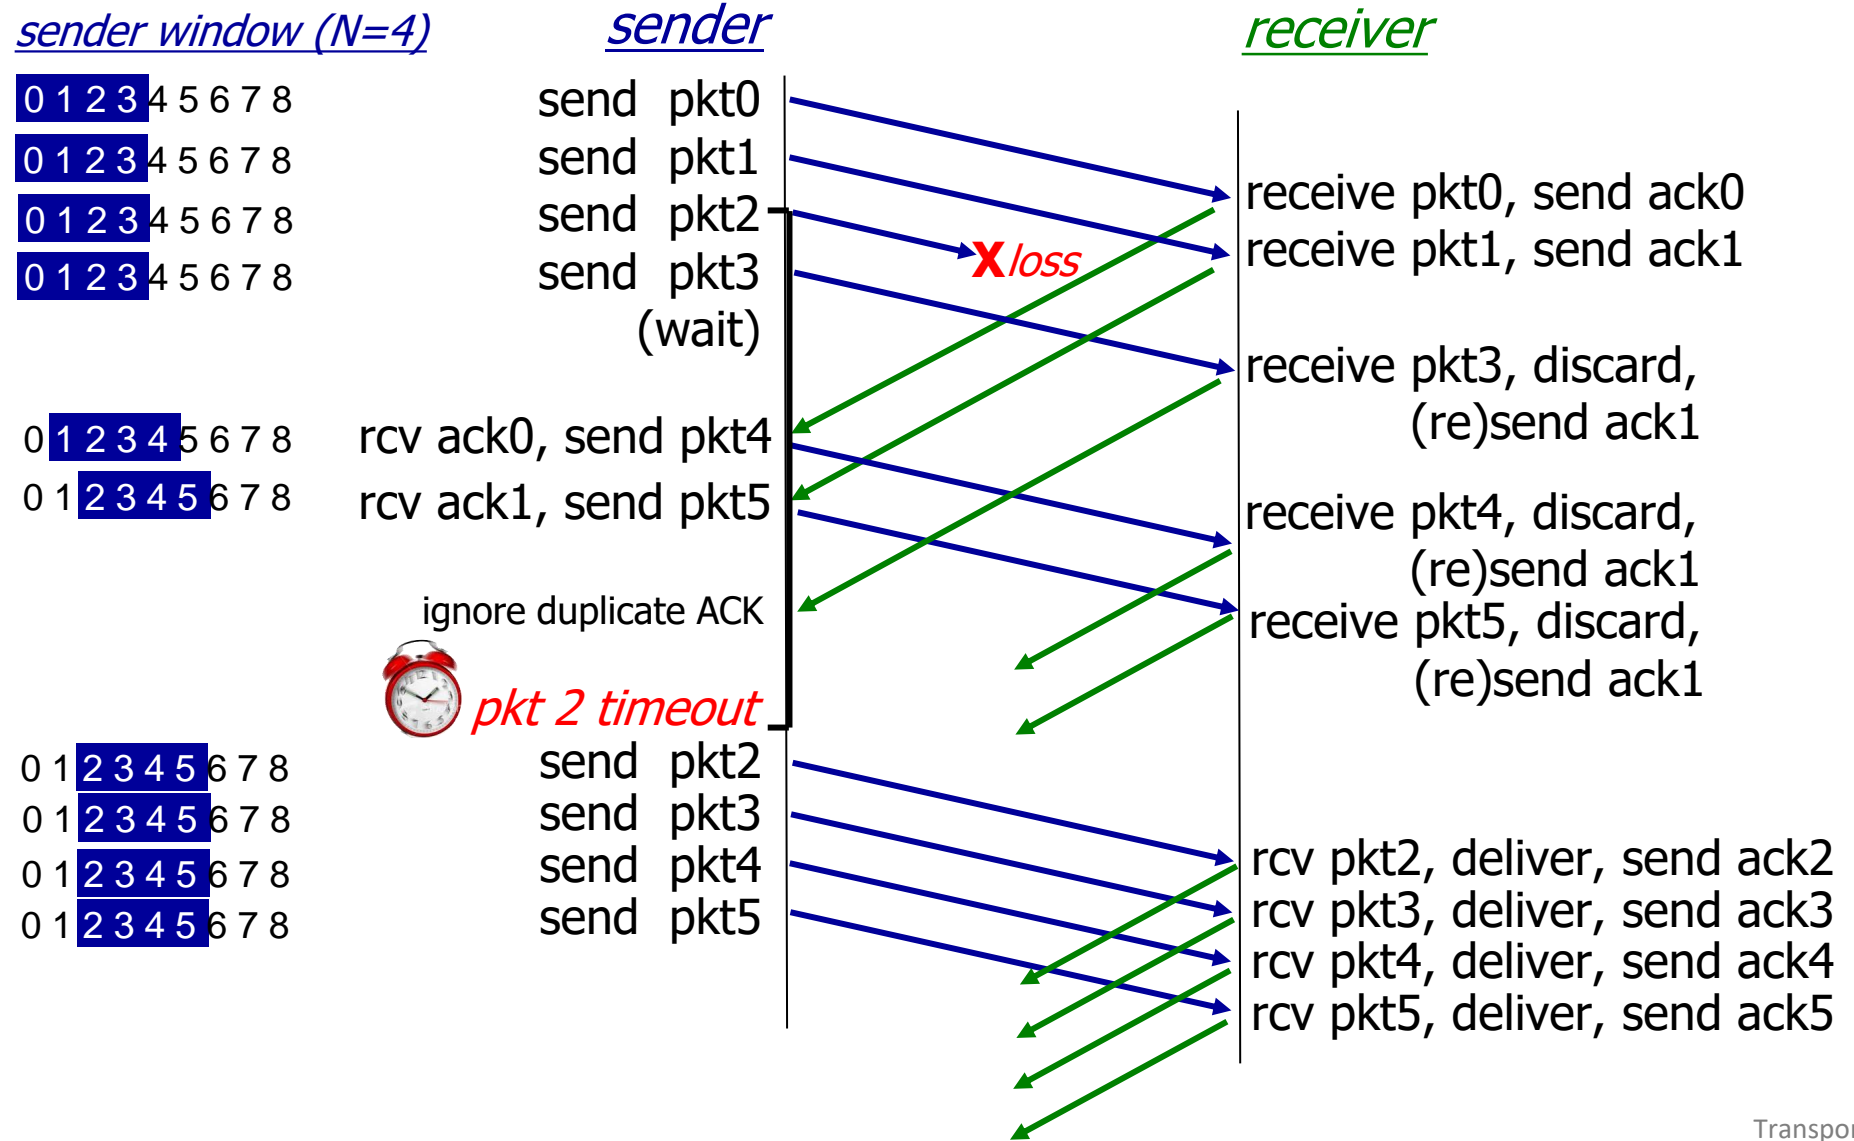 sender window (N=4) sender receiver
0 1 2 3 4 5 6 7 8 send pkt0
0 1 2 3 4 5 6 7 8 send pkt1
receive pkt0, send ack0
0 1 2 3 4 5 6 7 8 send pkt2
X loss
receive pkt1, send ack1
0 1 2 3 4 5 6 7 8 send pkt3
(wait)
receive pkt3, discard,
(re)send ack1
0 1 2 3 4 5 6 7 8 rcv ack0, send pkt4
0 1 2 3 4 5 6 7 8 rcv ack1, send pkt5
receive pkt4, discard,
(re)send ack1
ignore duplicate ACK
receive pkt5, discard,
(re)send ack1
pkt 2 timeout
0 1 2 3 4 5 6 7 8 send pkt2
0 1 2 3 4 5 6 7 8 send pkt3
0 1 2 3 4 5 6 7 8 send pkt4
0 1 2 3 4 5 6 7 8 send pkt5
rcv pkt2, deliver, send ack2
rcv pkt3, deliver, send ack3
rcv pkt4, deliver, send ack4
rcv pkt5, deliver, send ack5
Transpor